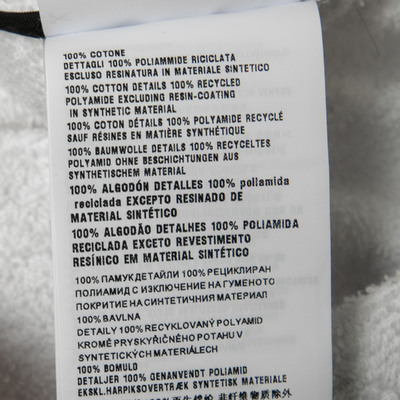 100% COTONE
DETTAGLI 100% POLIAMMIDE RICICLATA
ESCLUSO RESINATURA IN MATERIALE SINTETICO
100% COTTON DETAILS 100% RECYCLED
POLYAMIDE EXCLUDING RESIN-COATING
IN SYNTHETIC MATERIAL
100% COTON DÉTAILS 100% POLYAMIDE RECYCLÉ
SAUF RÉSINES EN MATIÈRE SYNTHÉTIQUE
100% BAUMWOLLE DETAILS 100% RECYCELTES
POLYAMID OHNE BESCHICHTUNGEN AUS
SYNTHETISCHEM MATERIAL
100% ALGODÓN DETALLES 100% poliamida
reciclada EXCEPTO RESINADO DE
MATERIAL SINTÉTICO
100% ALGODÃO DETALHES 100% POLIAMIDA
RECICLADA EXCETO REVESTIMENTO
RESÍNICO EM MATERIAL SINTÉTICO
100% ПАМУКДЕТАЙЛИ 100% РЕЦИКЛИРАН
ПОЛИАМИД С ИЗКЛЮЧЕНИЕ НА ГУМЕНОТО
ПОКРИТИЕ НА СИНТЕТИЧНИЯ МАТЕРИАЛ
100% BAVLNA
DETAILY 100% RECYKLOVANÝ POLYAMID
KROMĚ PRYSKYŘIČNÉHO POTAHU V
SYNTETICKÝCH MATERIÁLECH
100% BOMULD
DETALJER 100% GENANVENDT POLIAMID
EKSKL.HARPIKSOVERTRÆK SYNTETISK MATERIALE